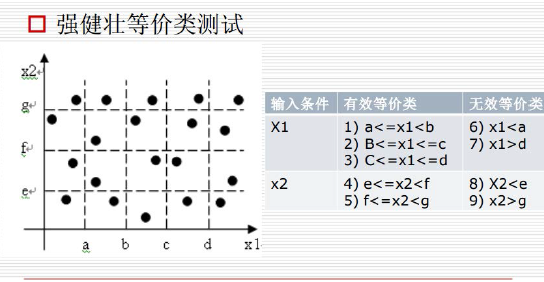 强健壮等价类测试
x2
g
f
e
a b c d x1
输入条件 有效等价类 无效等价类
X1 1) a<=x1<b 6) x1<a
2) B<=x1<=c 7) x1>d
3) C<=x1<=d
x2 4) e<=x2<f 8) X2<e
5) f<=x2<g 9) x2>g